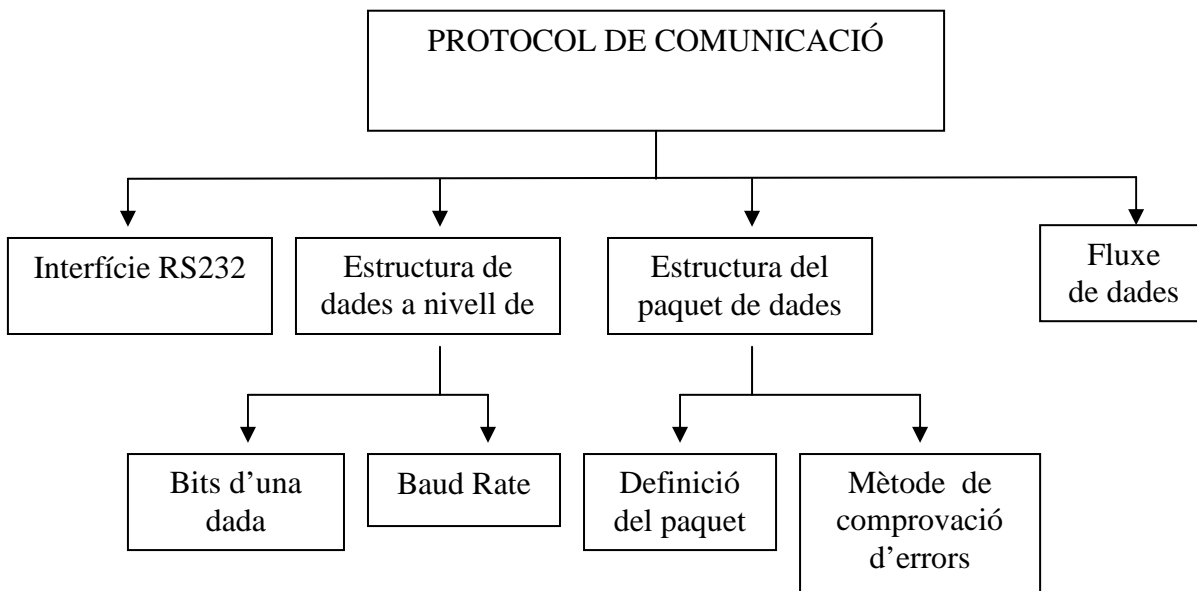 PROTOCOL DE COMUNICACIÓ
Interfície RS232
Estructura de
dades a nivell de
Estructura del
paquet de dades
Fluxe
de dades
Bits d’una
dada
Baud Rate
Definició
del paquet
Mètode de
comprovació
d’errors